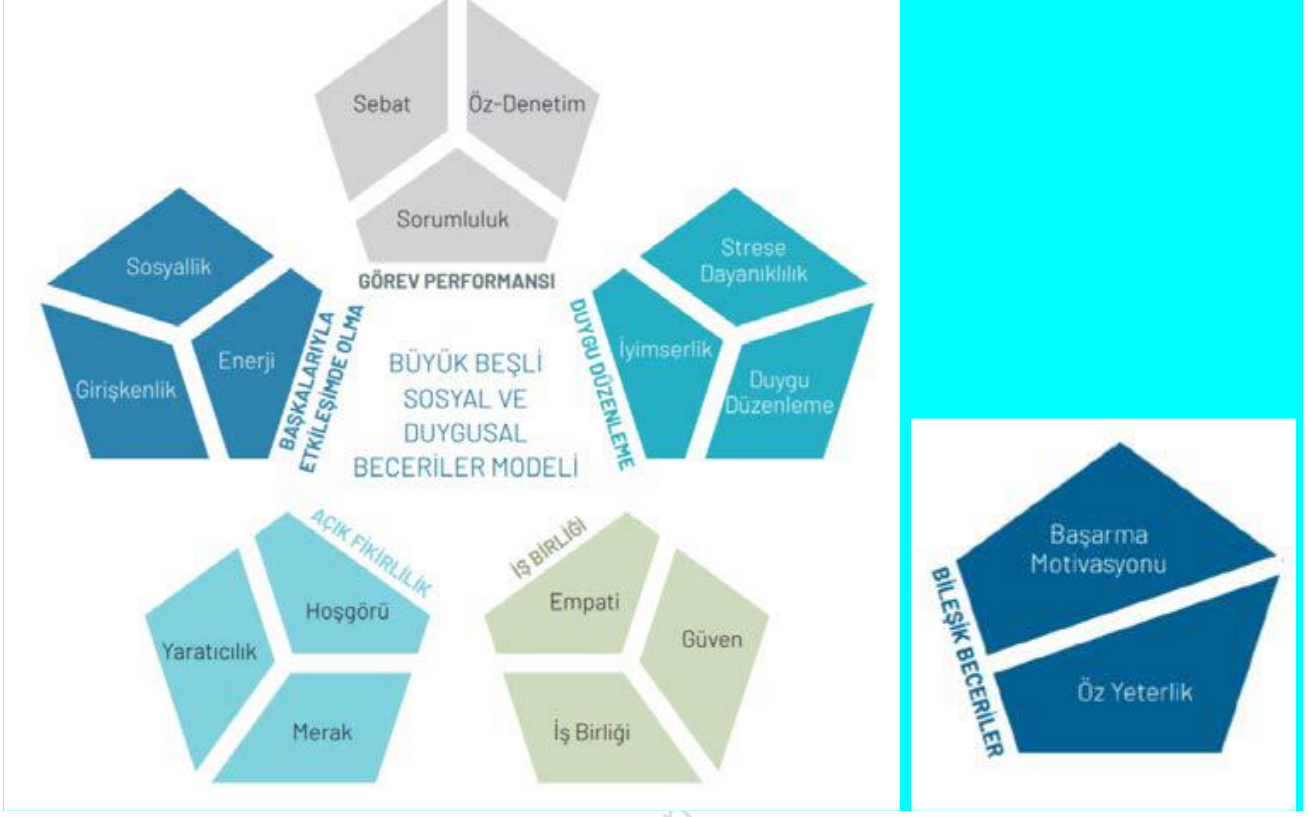 Sebat
Öz-Denetim
Sorumluluk
GÖREV PERFORMANSI
Sosyallik
Enerji
Girişkenlik
BAŞKALARIYLA
ETKİLEŞİMDE OLMA
BÜYÜK BEŞLİ
SOSYAL VE
DUYGUSAL
BECERİLER MODELİ
DUYGU DÜZENLEME
Strese
Dayanıklılık
İyimserlik
Duygu
Düzenleme
AÇIK FİKİRLİLİK
Hoşgörü
Yaratıcılık
Merak
İŞ BİRLİĞİ
Empati
Güven
İş Birliği
BİLEŞİK BECERİLER
Başarma
Motivasyonu
Öz Yeterlik